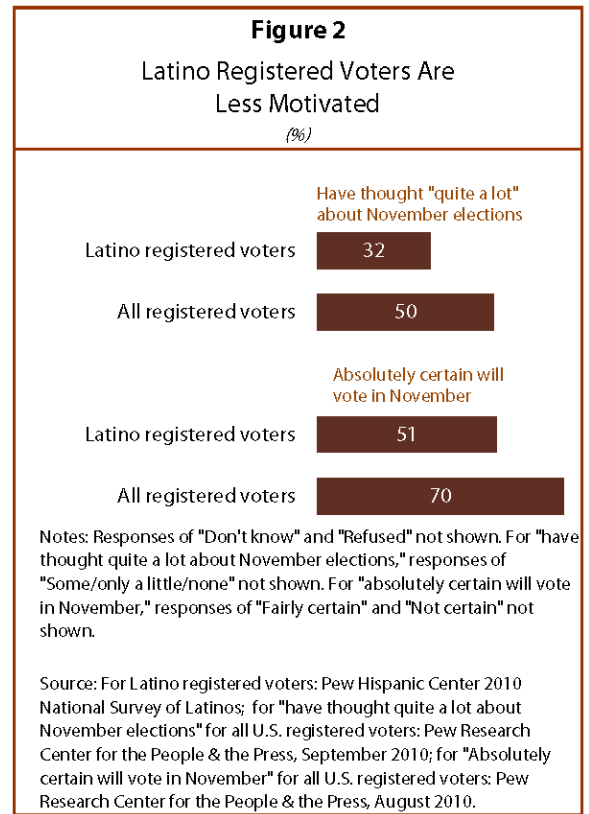 Figure 2
Latino Registered Voters Are
Less Motivated
(%)
Have thought "quite a lot"
about November elections
Latino registered voters 32
All registered voters 50
Absolutely certain will
vote in November
Latino registered voters 51
All registered voters 70
Notes: Responses of "Don't know" and "Refused" not shown. For "have
thought quite a lot about November elections," responses of
"Some/only a little/none" not shown. For "absolutely certain will vote
in November," responses of "Fairly certain" and "Not certain" not
shown.
Source: For Latino registered voters: Pew Hispanic Center 2010
National Survey of Latinos; for "have thought quite a lot about
November elections" for all U.S. registered voters: Pew Research
Center for the People & the Press, September 2010; for "Absolutely
certain will vote in November" for all U.S. registered voters: Pew
Research Center for the People & the Press, August 2010.